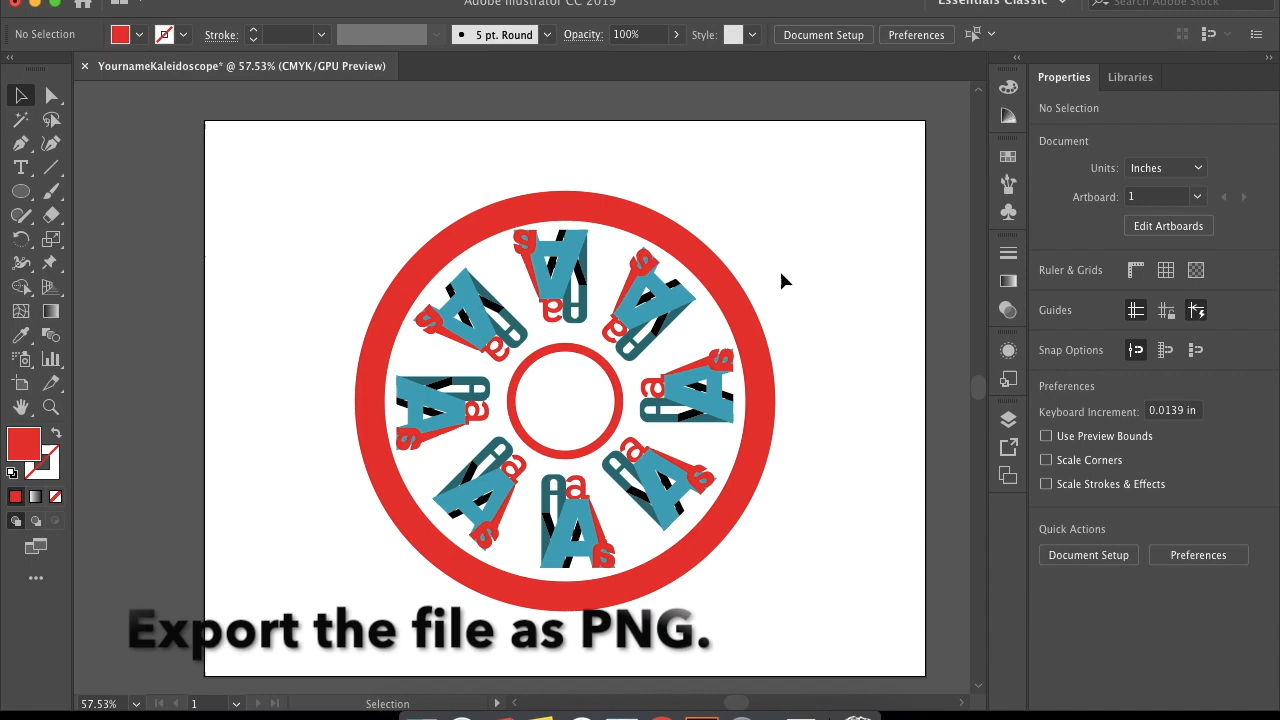 Adobe Illustrator CC 2019
Essentials Classic
Search Adobe Stock
No Selection
Stroke:
5 pt. Round
Opacity:
100%
Style:
Document Setup
Preferences
YournameKaleidoscope* @ 57.53% (CMYK/GPU Preview)
Properties
Libraries
No Selection
Document
Units:
Inches
Artboard:
1
Edit Artboards
Ruler & Grids
Guides
Snap Options
Preferences
Keyboard Increment:
0.0139 in
Use Preview Bounds
Scale Corners
Scale Strokes & Effects
Quick Actions
Document Setup
Preferences
A a A s
A a A s
A a A s
A a A s
A a A s
A a A s
A a A s
A a A s
Export the file as PNG.
57.53%
1
Selection